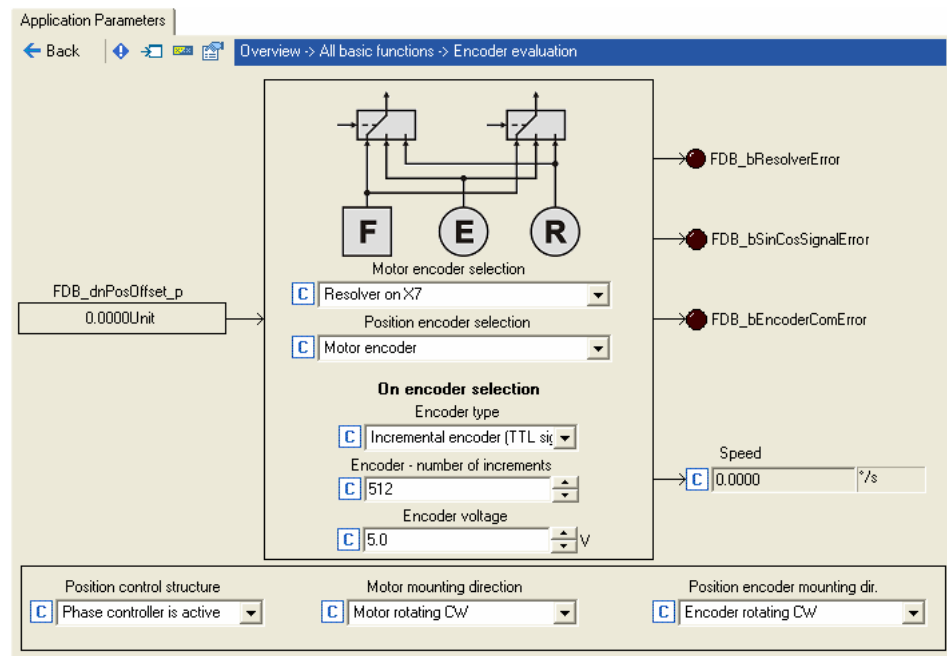 Application Parameters
Back
Overview -> All basic functions -> Encoder evaluation
FDB_bResolverError
F
E
R
FDB_bSinCosSignalError
Motor encoder selection
C Resolver on X7
FDB_dnPosOffset_p
0.0000Unit
Position encoder selection
FDB_bEncoderComError
C Motor encoder
On encoder selection
Encoder type
C Incremental encoder (TTL sig
Encoder - number of increments
C 512
Speed
C 0.0000 °/s
Encoder voltage
C 5.0 V
Position control structure
C Phase controller is active
Motor mounting direction
C Motor rotating CW
Position encoder mounting dir.
C Encoder rotating CW